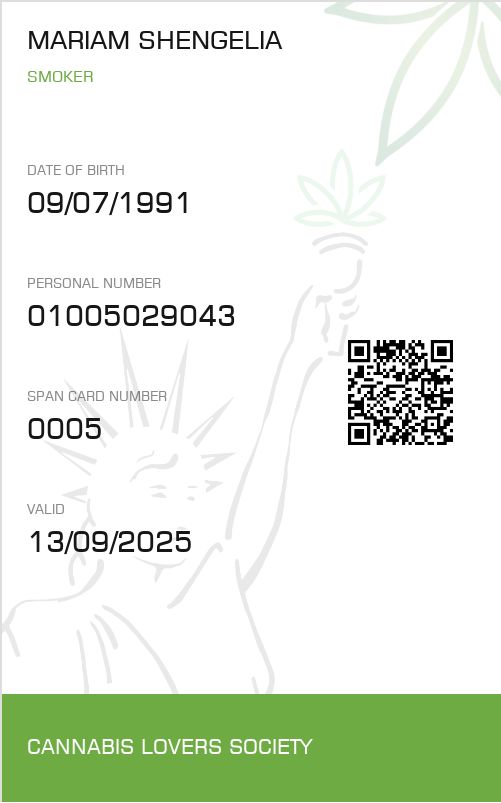 MARIAM SHENGELIA
SMOKER
DATE OF BIRTH
09/07/1991
PERSONAL NUMBER
01005029043
SPAN CARD NUMBER
0005
VALID
13/09/2025
CANNABIS LOVERS SOCIETY